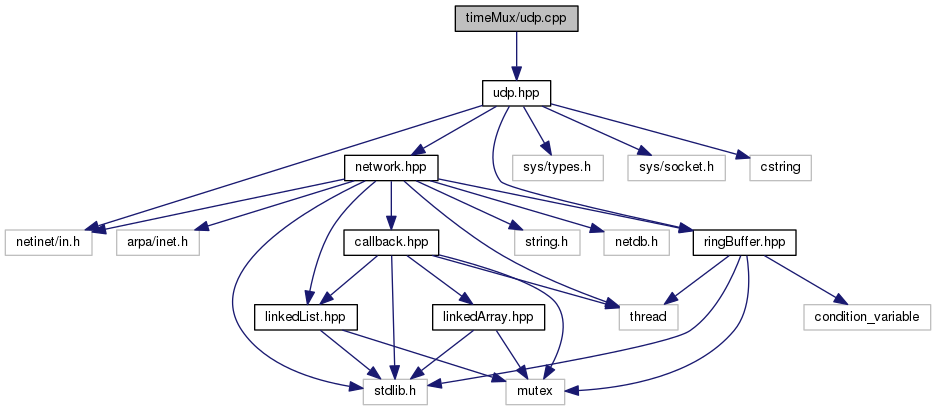 timeMux/udp.cpp
udp.hpp
network.hpp
sys/types.h
sys/socket.h
cstring
netinet/in.h
arpa/inet.h
callback.hpp
string.h
netdb.h
ringBuffer.hpp
linkedList.hpp
linkedArray.hpp
thread
condition_variable
stdlib.h
mutex